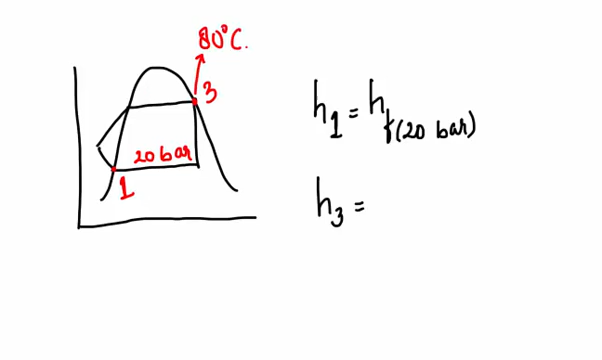 80°C.
3
20 bar
1
h₁ = hf(20 bar)
h₃ =